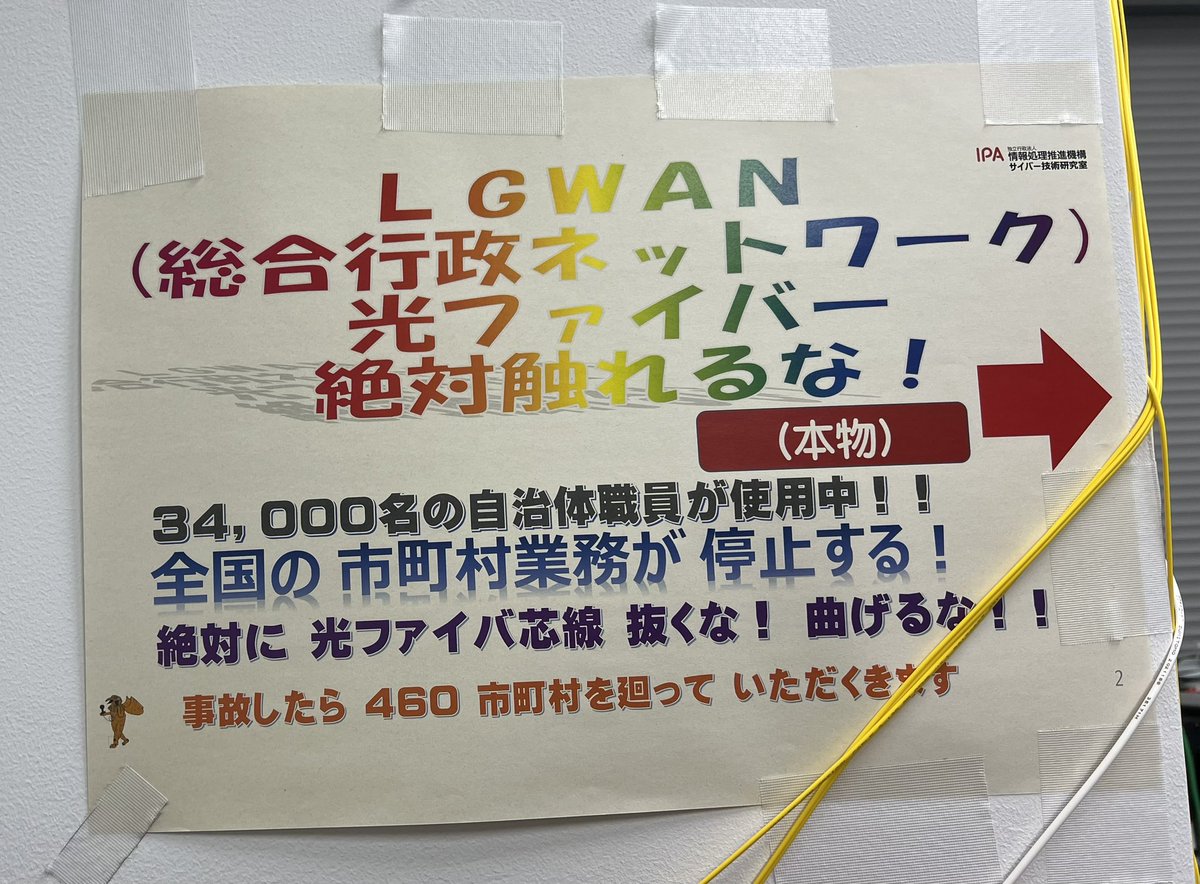 IPA 独立行政法人 情報処理推進機構
サイバー技術研究室
LGWAN
(総合行政ネットワーク)
光ファイバー
絶対触れるな!
(本物)
34,000名の自治体職員が使用中!!
全国の 市町村業務が 停止する!
絶対に 光ファイバ芯線 抜くな! 曲げるな!!
事故したら 460 市町村を廻って いただくきます
2